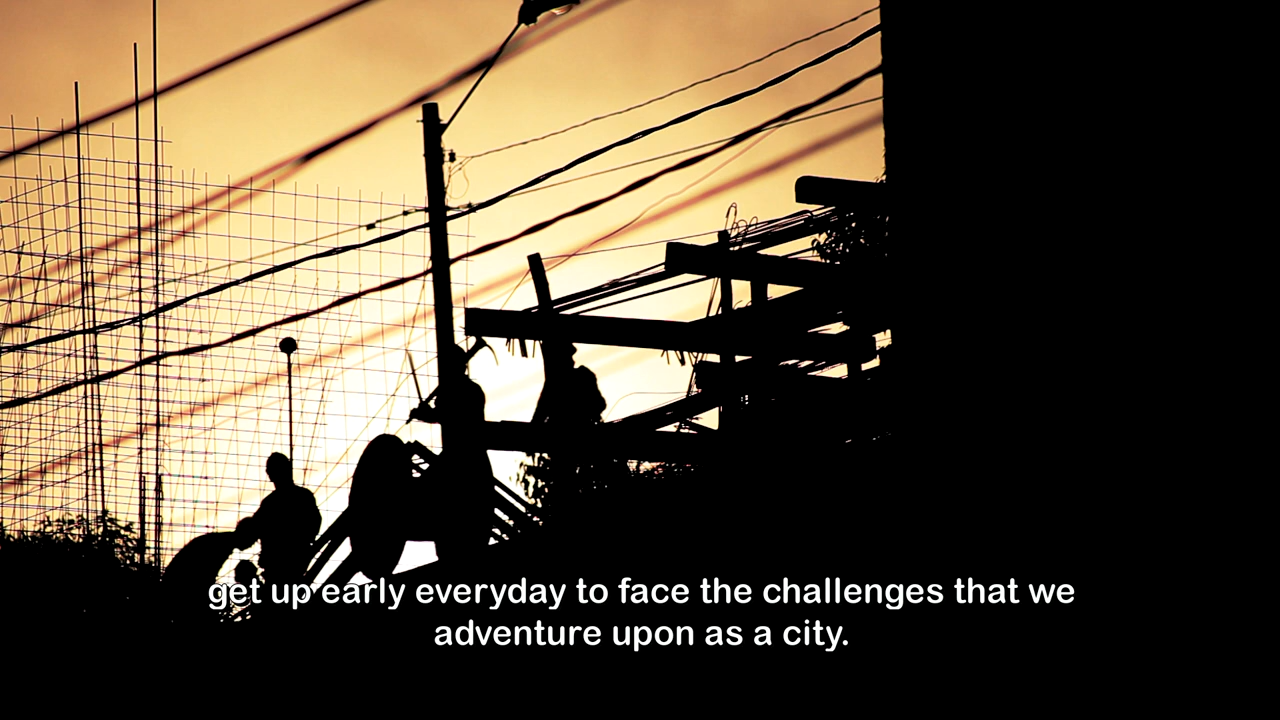 get up early everyday to face the challenges that we
adventure upon as a city.